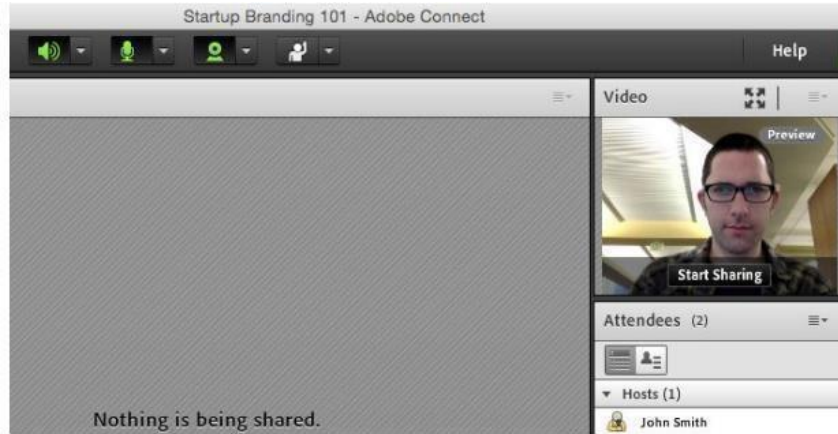 Startup Branding 101 - Adobe Connect
Help
Video
Preview
Start Sharing
Attendees (2)
Hosts (1)
John Smith
Nothing is being shared.